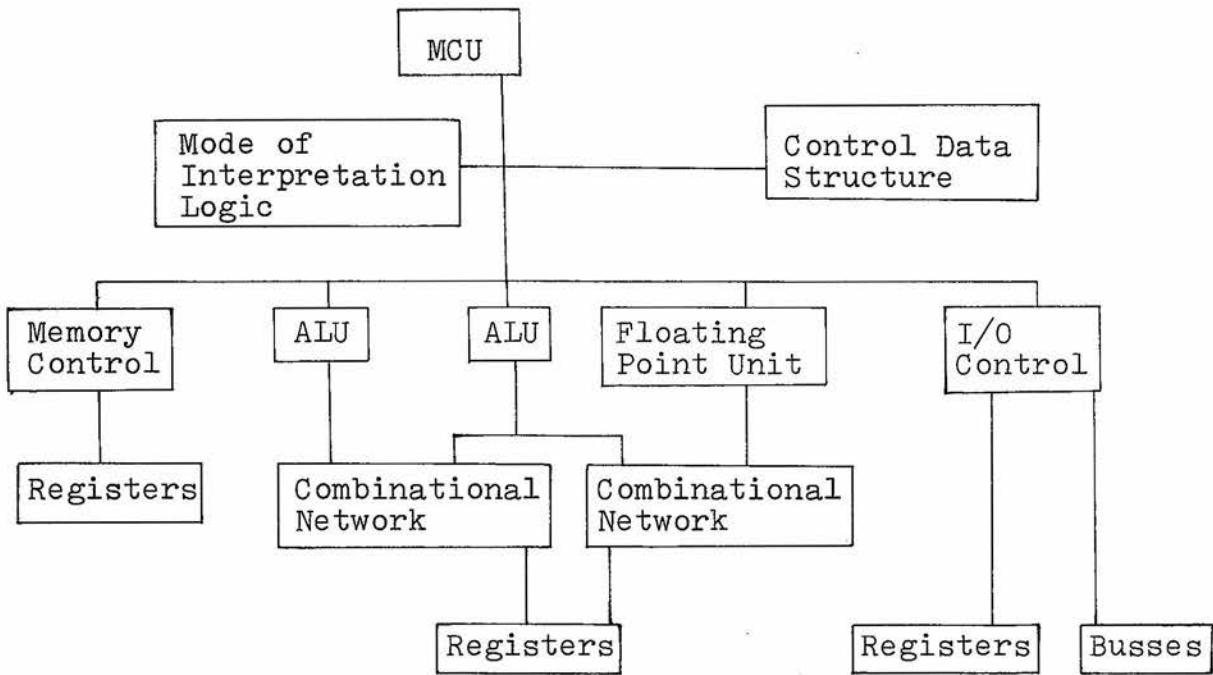 MCU
Mode of
Interpretation
Logic
Control Data
Structure
Memory
Control
ALU
ALU
Floating
Point Unit
I/O
Control
Registers
Combinational
Network
Combinational
Network
Registers
Registers
Busses